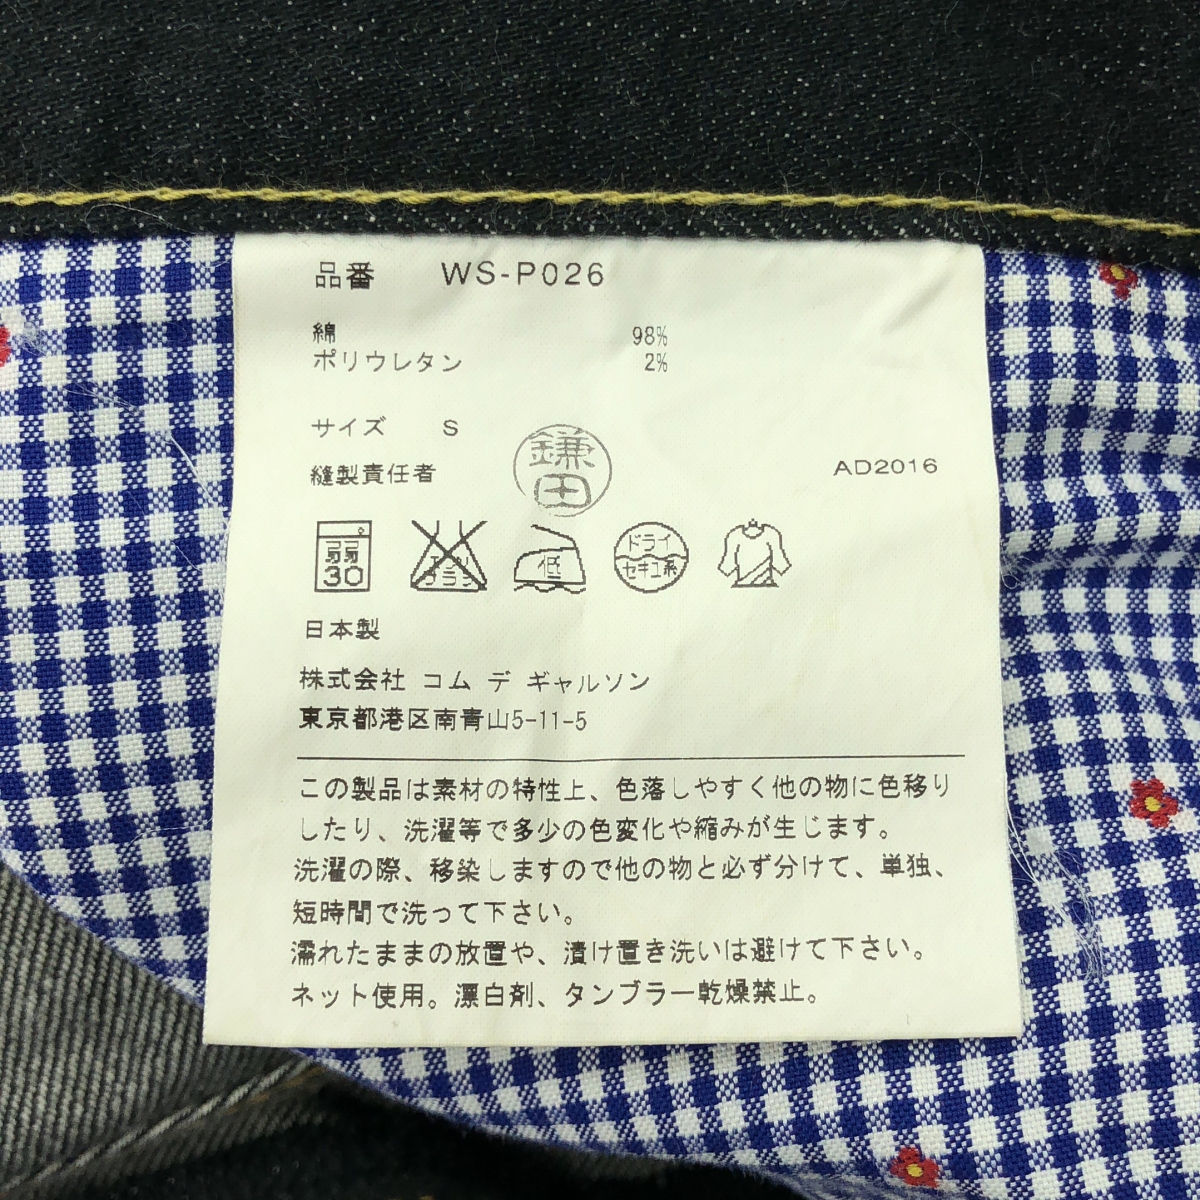 品番 WS-P026
綿 98%
ポリウレタン 2%
サイズ S
鎌田
縫製責任者 AD2016
弱 30
エンソ サラシ
低
ドライ セキユ系
日本製
株式会社 コム デ ギャルソン
東京都港区南青山5-11-5
この製品は素材の特性上、色落しやすく他の物に色移り
したり、洗濯等で多少の色変化や縮みが生じます。
洗濯の際、移染しますので他の物と必ず分けて、単独、
短時間で洗って下さい。
濡れたままの放置や、漬け置き洗いは避けて下さい。
ネット使用。漂白剤、タンブラー乾燥禁止。